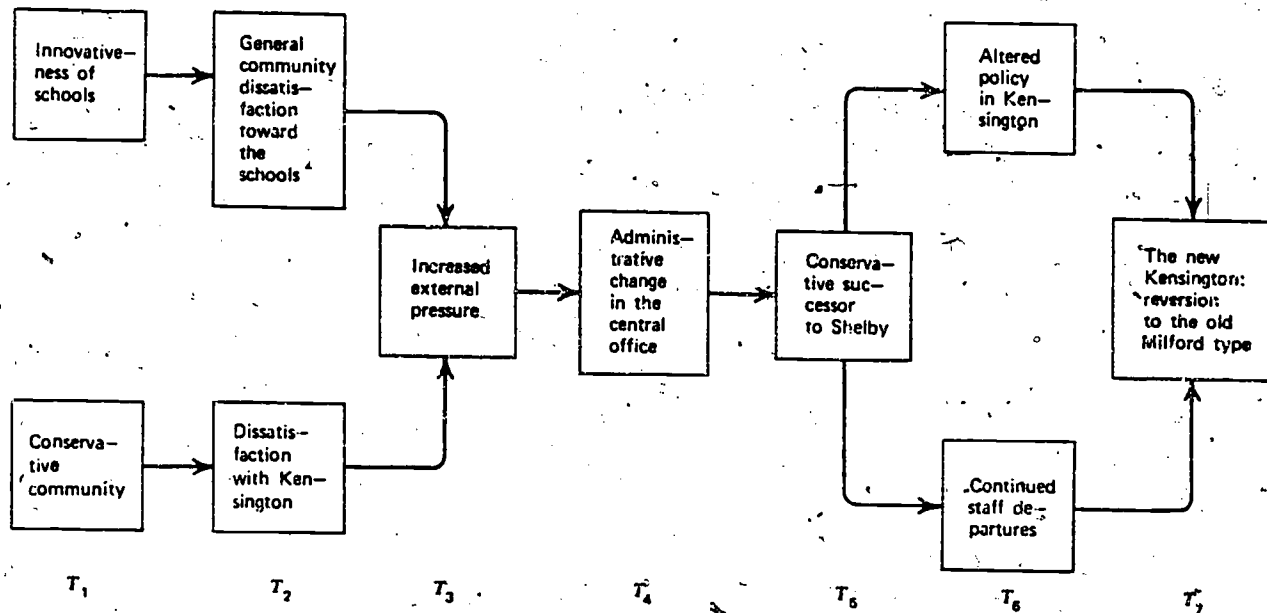 Innovative–
ness of
schools
General
community
dissatis–
faction
toward
the
schools
Increased
external
pressure
Conserva–
tive
community
Dissatis–
faction
with Ken–
sington
Adminis–
trative
change
in the
central
office
Conserva–
tive suc–
cessor
to Shelby
Altered
policy
in Ken–
sington
Continued
staff de–
partures
The new
Kensington:
reversion
to the old
Milford type
T1 T2 T3 T4 T5 T6 T7